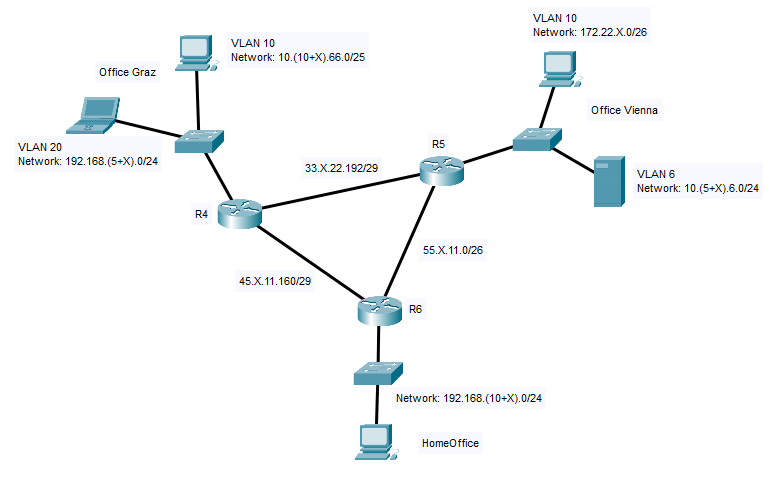 VLAN 10
Network: 172.22.X.0/26
VLAN 10
Network: 10.(10+X).66.0/25
Office Graz
Office Vienna
VLAN 20
Network: 192.168.(5+X).0/24
R5
33.X.22.192/29
VLAN 6
Network: 10.(5+X).6.0/24
R4
55.X.11.0/26
45.X.11.160/29
R6
Network: 192.168.(10+X).0/24
HomeOffice